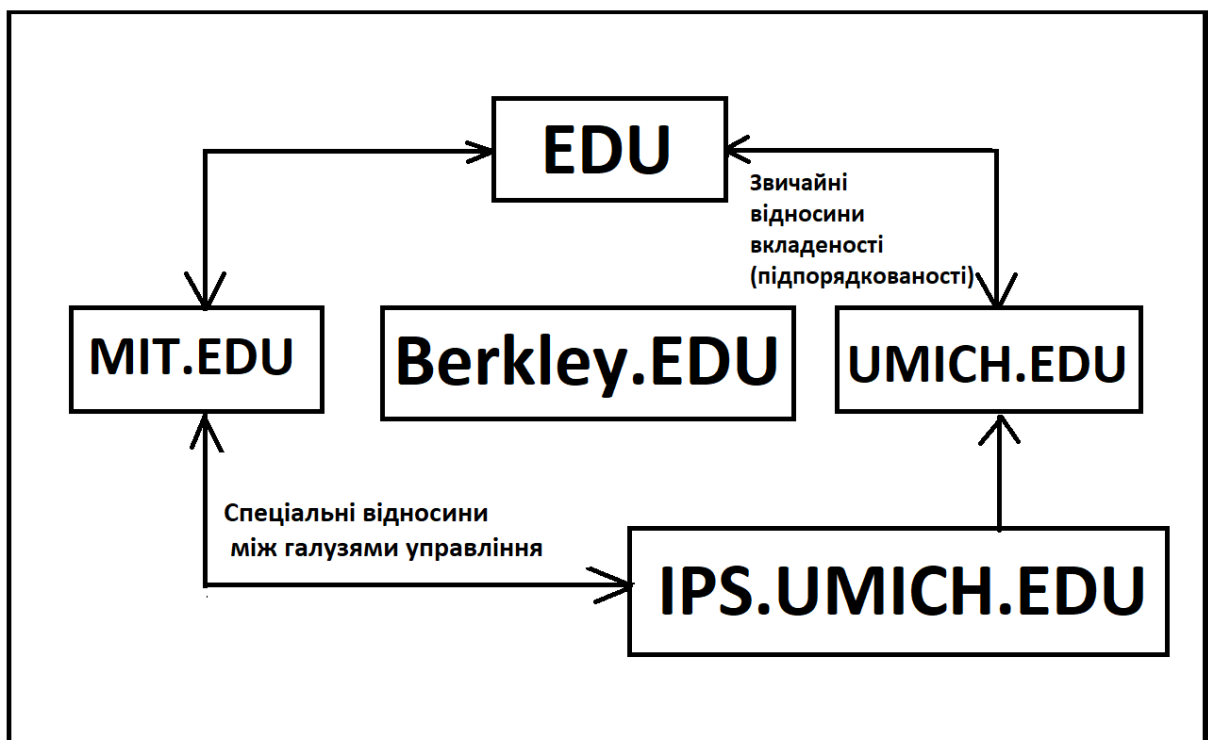 EDU
Звичайні
відносини
вкладеності
(підпорядкованості)
MIT.EDU
Berkley.EDU
UMICH.EDU
Спеціальні відносини
між галузями управління
IPS.UMICH.EDU